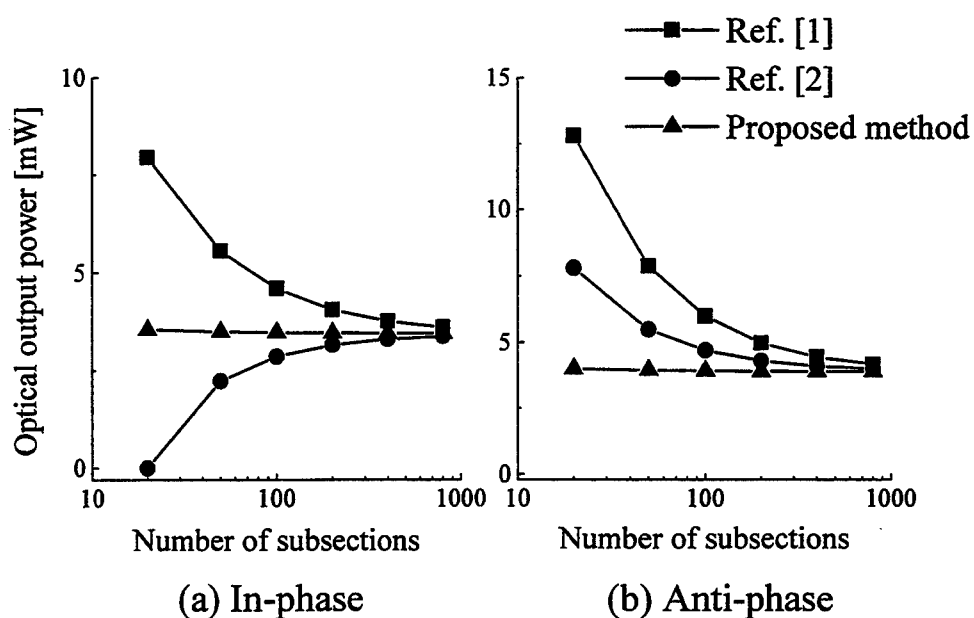 Ref. [1]
Ref. [2]
Proposed method
Optical output power [mW]
10
5
0
10
100
1000
Number of subsections
(a) In-phase
15
10
5
0
10
100
1000
Number of subsections
(b) Anti-phase